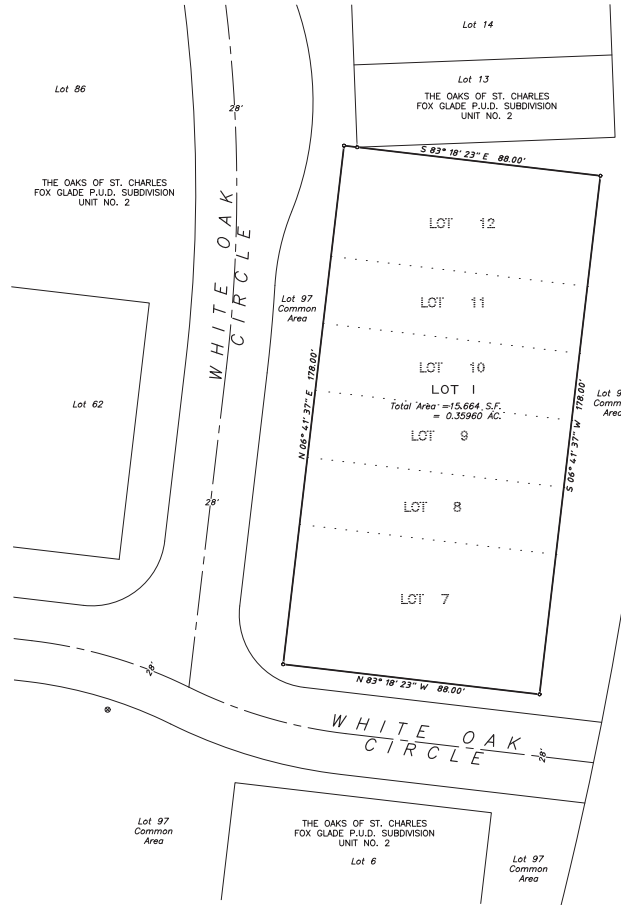 Lot 14
Lot 13
THE OAKS OF ST. CHARLES
FOX GLADE P.U.D. SUBDIVISION
UNIT NO. 2
Lot 86
28'
S 83° 18' 23" E 88.00'
THE OAKS OF ST. CHARLES
FOX GLADE P.U.D. SUBDIVISION
UNIT NO. 2
LOT 12
WHITE OAK
CIRCLE
Lot 97
Common
Area
LOT 11
LOT 10
LOT 1
Total Area =15.664 S.F.
= 0.35960 AC.
LOT 9
N 06° 41' 37" E 178.00'
S 06° 41' 37" W 178.00'
Lot 9
Comm
Area
Lot 62
28'
LOT 8
LOT 7
28'
N 83° 18' 23" W 88.00'
WHITE OAK
CIRCLE
28'
Lot 97
Common
Area
THE OAKS OF ST. CHARLES
FOX GLADE P.U.D. SUBDIVISION
UNIT NO. 2
Lot 6
Lot 97
Common
Area